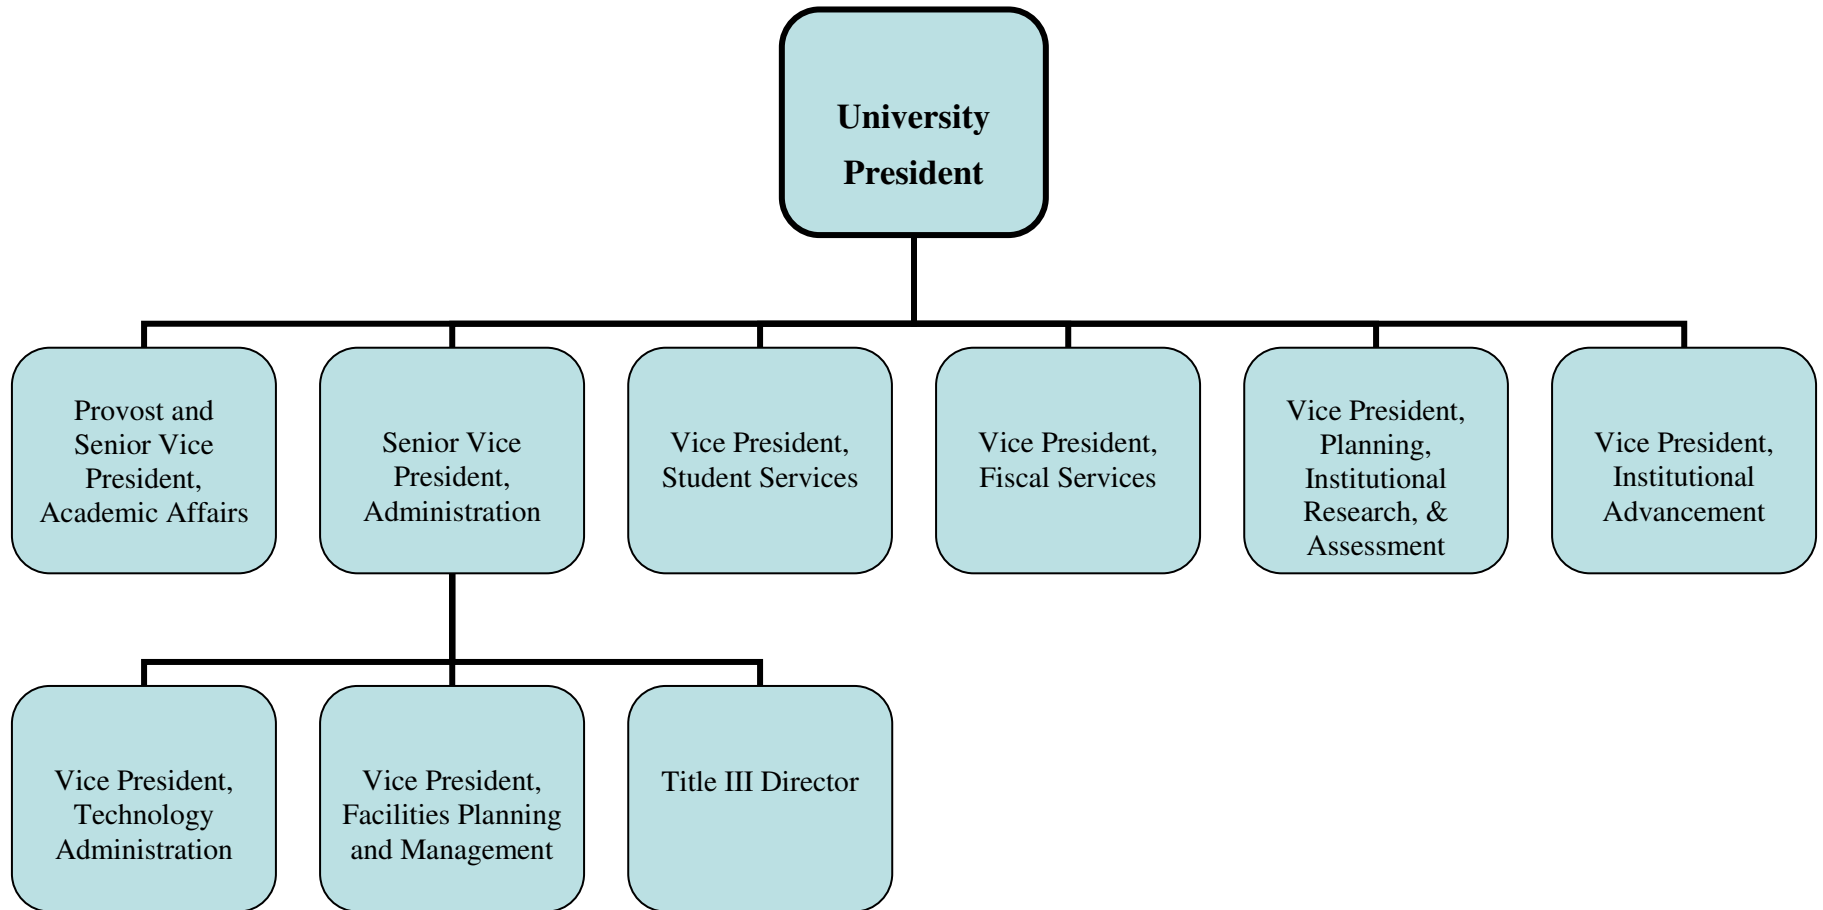 University
President
Provost and
Senior Vice
President,
Academic Affairs
Senior Vice
President,
Administration
Vice President,
Student Services
Vice President,
Fiscal Services
Vice President,
Planning,
Institutional
Research, &
Assessment
Vice President,
Institutional
Advancement
Vice President,
Technology
Administration
Vice President,
Facilities Planning
and Management
Title III Director